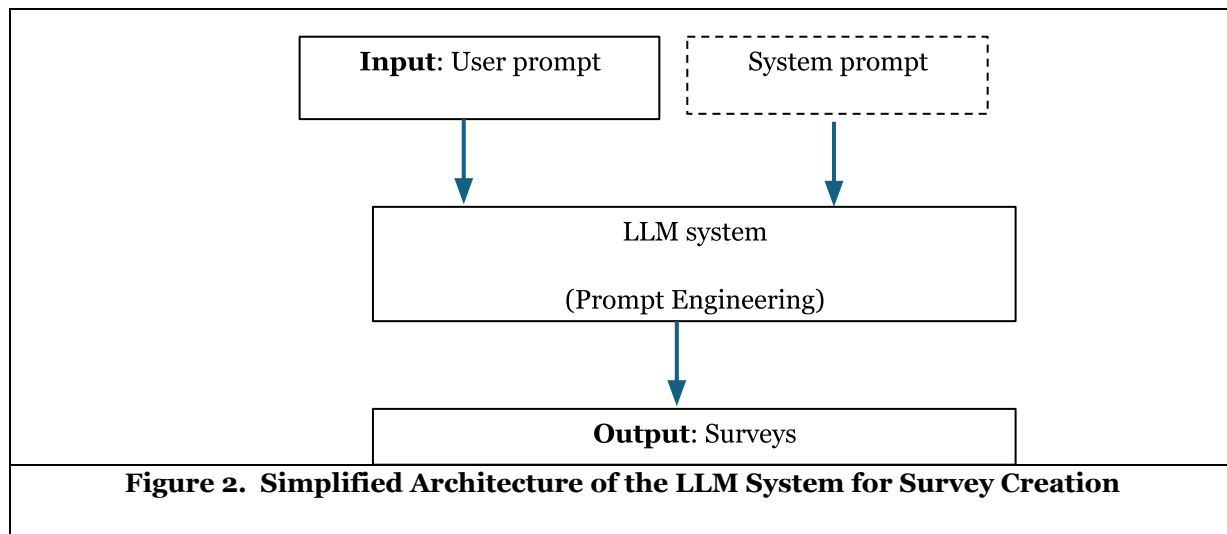 Input: User prompt
System prompt
LLM system
(Prompt Engineering)
Output: Surveys
Figure 2. Simplified Architecture of the LLM System for Survey Creation